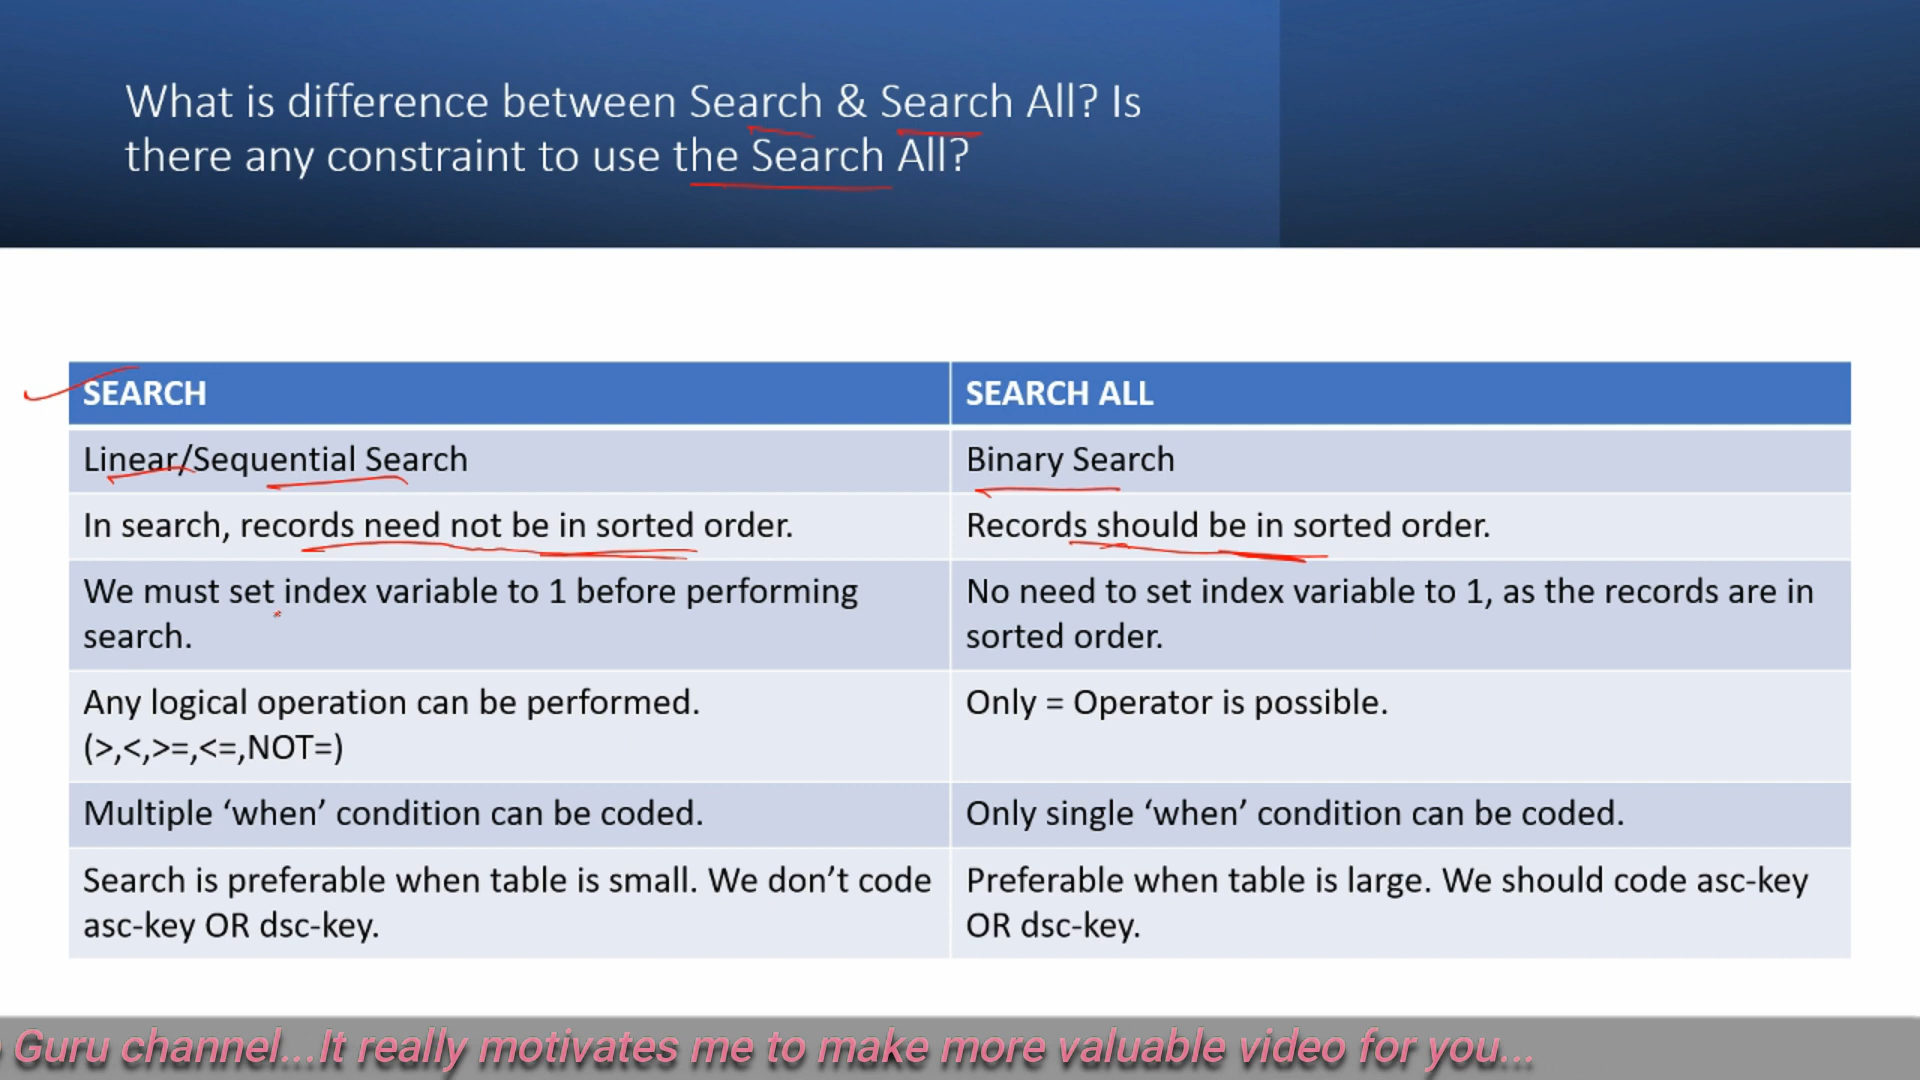 What is difference between Search & Search All? Is
there any constraint to use the Search All?
SEARCH
SEARCH ALL
Linear/Sequential Search
Binary Search
In search, records need not be in sorted order.
Records should be in sorted order.
We must set index variable to 1 before performing
search.
No need to set index variable to 1, as the records are in
sorted order.
Any logical operation can be performed.
(>,<,>=,<=,NOT=)
Only = Operator is possible.
Multiple ‘when’ condition can be coded.
Only single ‘when’ condition can be coded.
Search is preferable when table is small. We don’t code
asc-key OR dsc-key.
Preferable when table is large. We should code asc-key
OR dsc-key.
Guru channel...It really motivates me to make more valuable video for you...